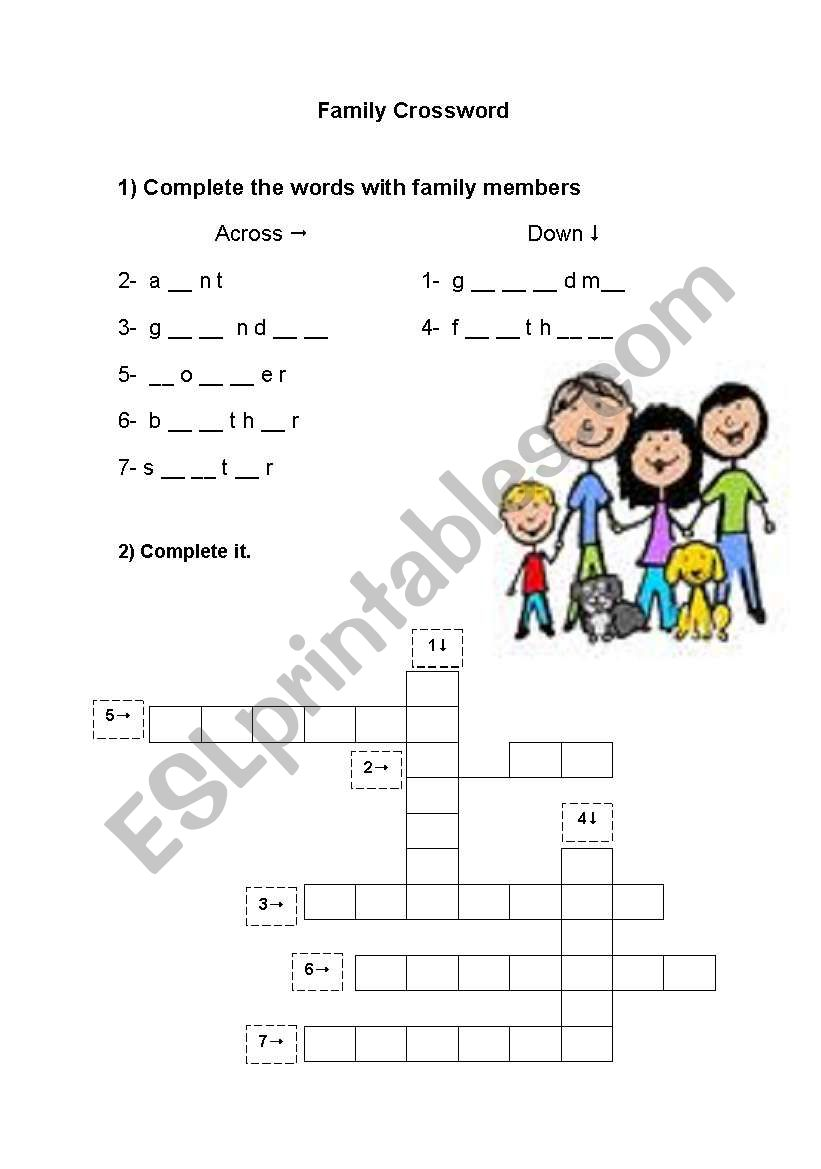 Family Crossword
1) Complete the words with family members
Across →
Down ↓
2- a __ n t
1- g __ __ __ d m__
3- g __ __ n d __ __
4- f __ __ t h __ __
5- __ o __ __ e r
6- b __ __ t h __ r
7- s __ __ t __ r
2) Complete it.
1↓
5→
2→
4↓
3→
6→
7→
ESLprintables.com